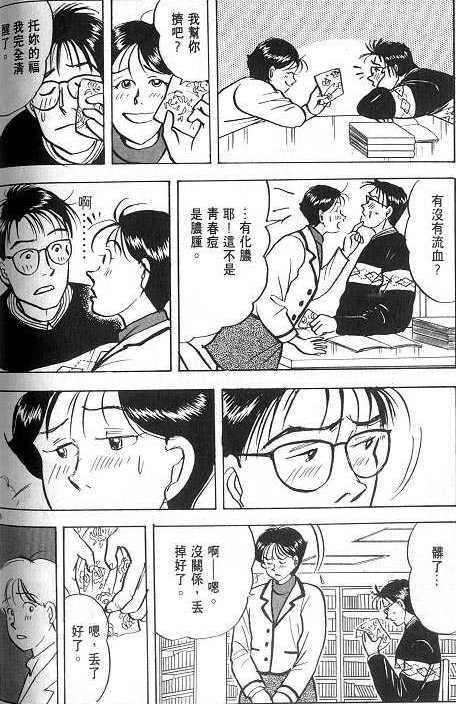 我幫你
擠吧？
托妳的福
我完全清
醒了。
有沒有流血？
…有化膿
耶！這不是
青春痘
是膿腫。
啊……
髒了…
啊——嗯。
沒關係，丟
掉好了。
嗯，丟了
好了。